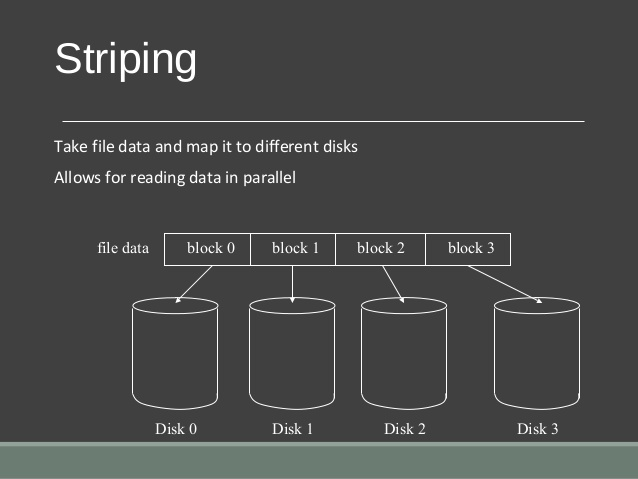 Striping
Take file data and map it to different disks
Allows for reading data in parallel
file data block 0 block 1 block 2 block 3
Disk 0 Disk 1 Disk 2 Disk 3